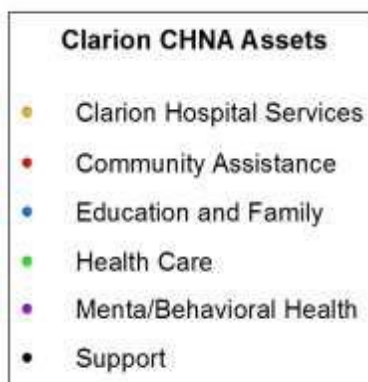 Clarion CHNA Assets
Clarion Hospital Services
Community Assistance
Education and Family
Health Care
Menta/Behavioral Health
Support